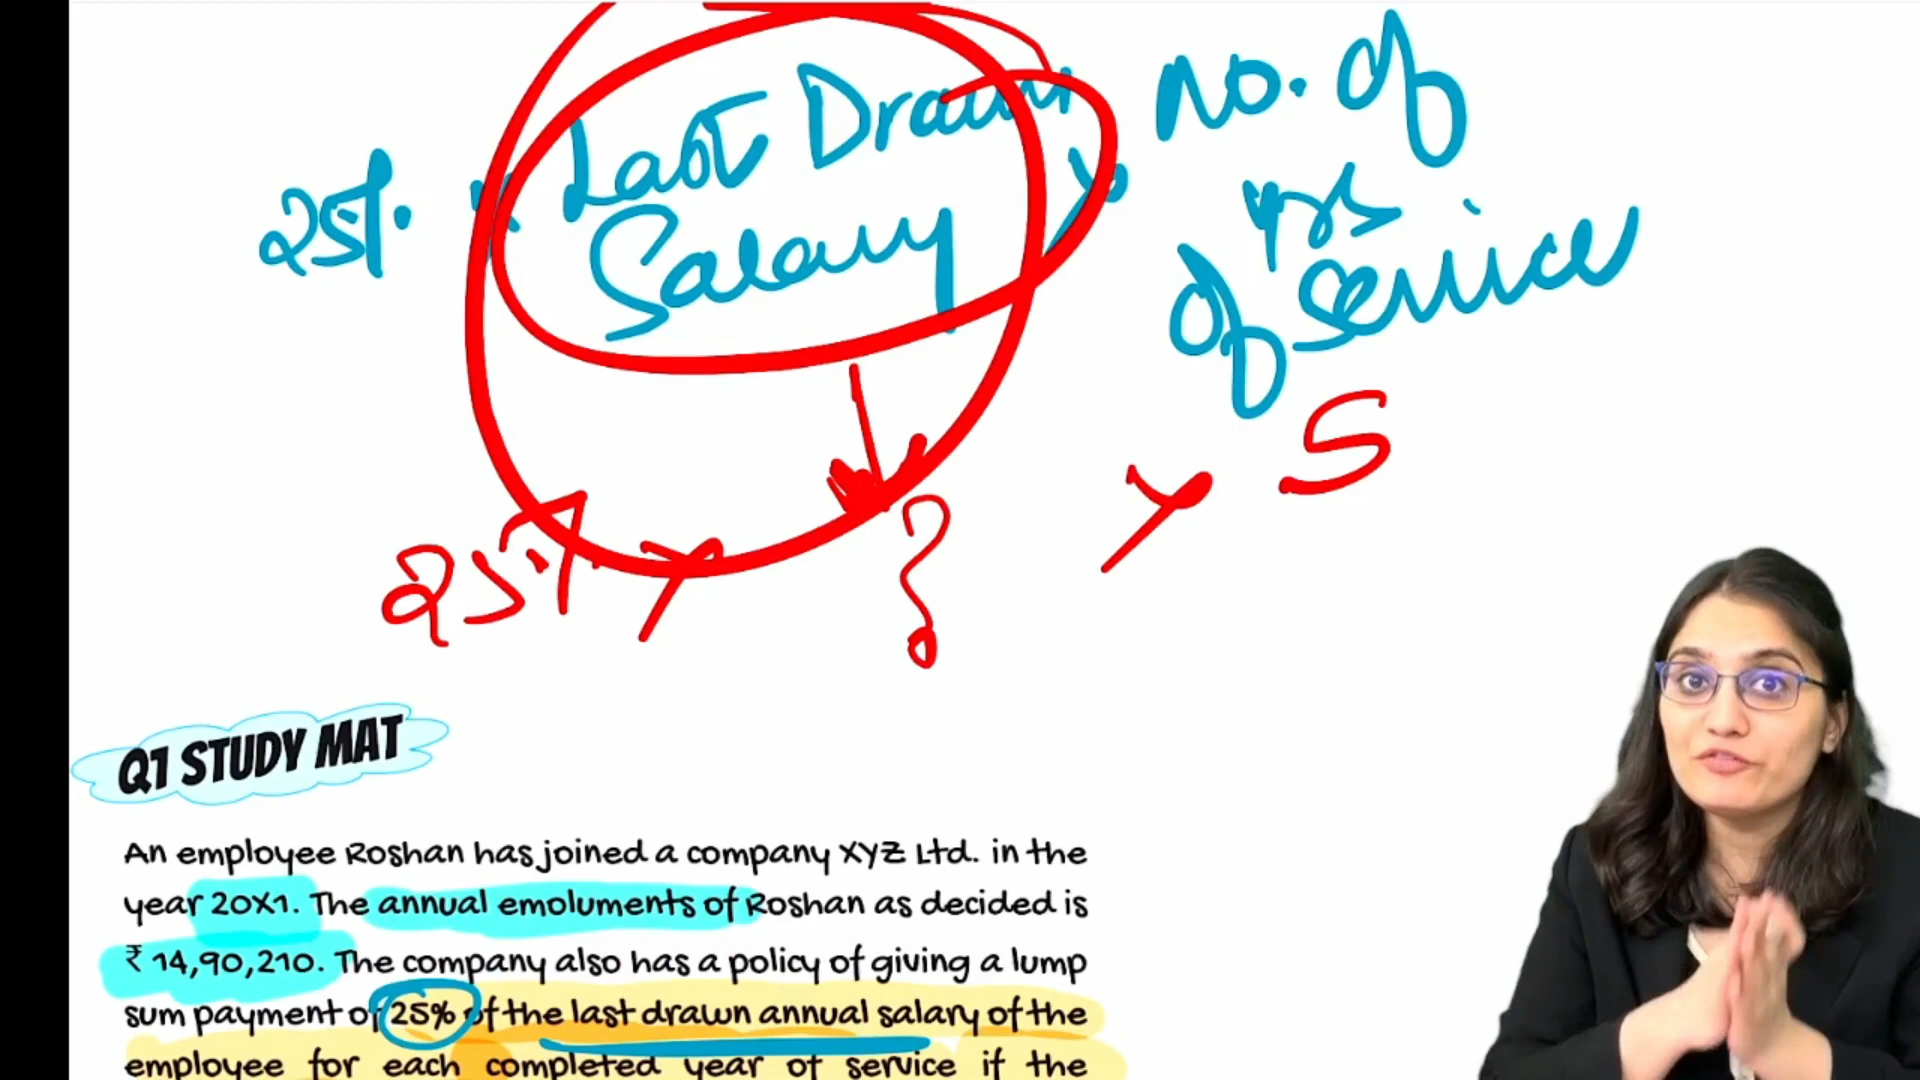 25% × Last Drawn × no. of
Salary yrs
of service
25% × ? × 5
Q1 STUDY MAT
An employee Roshan has joined a company XYZ Ltd. in the
year 20X1. The annual emoluments of Roshan as decided is
₹ 14,90,210. The company also has a policy of giving a lump
sum payment of 25% of the last drawn annual salary of the
employee for each completed year of service if the